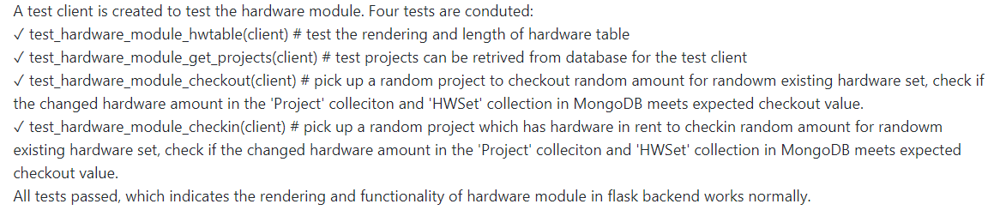 A test client is created to test the hardware module. Four tests are conduted:
✓ test_hardware_module_hwtable(client) # test the rendering and length of hardware table
✓ test_hardware_module_get_projects(client) # test projects can be retrived from database for the test client
✓ test_hardware_module_checkout(client) # pick up a random project to checkout random amount for randowm existing hardware set, check if
the changed hardware amount in the 'Project' colleciton and 'HWSet' collection in MongoDB meets expected checkout value.
✓ test_hardware_module_checkin(client) # pick up a random project which has hardware in rent to checkin random amount for randowm
existing hardware set, check if the changed hardware amount in the 'Project' colleciton and 'HWSet' collection in MongoDB meets expected
checkout value.
All tests passed, which indicates the rendering and functionality of hardware module in flask backend works normally.